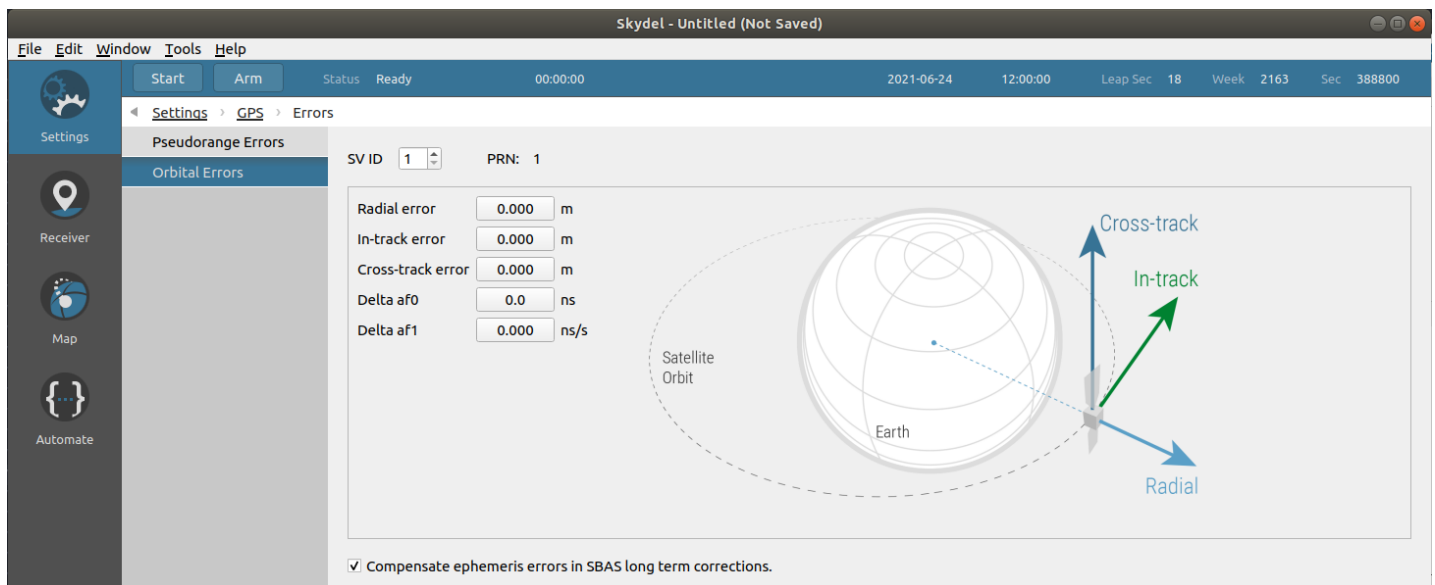 Skydel - Untitled (Not Saved)
File Edit Window Tools Help
Start Arm Status Ready 00:00:00 2021-06-24 12:00:00 Leap Sec 18 Week 2163 Sec 388800
Settings > GPS > Errors
Settings
Receiver
Map
Automate
Pseudorange Errors
Orbital Errors
SV ID 1 PRN: 1
Radial error 0.000 m
In-track error 0.000 m
Cross-track error 0.000 m
Delta af0 0.0 ns
Delta af1 0.000 ns/s
Cross-track
In-track
Satellite
Orbit
Earth
Radial
Compensate ephemeris errors in SBAS long term corrections.